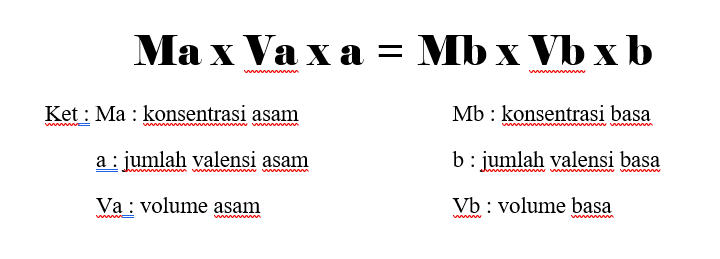 Ma x Va x a = Mb x Vb x b
Ket : Ma : konsentrasi asam
Mb : konsentrasi basa
a : jumlah valensi asam
b : jumlah valensi basa
Va : volume asam
Vb : volume basa